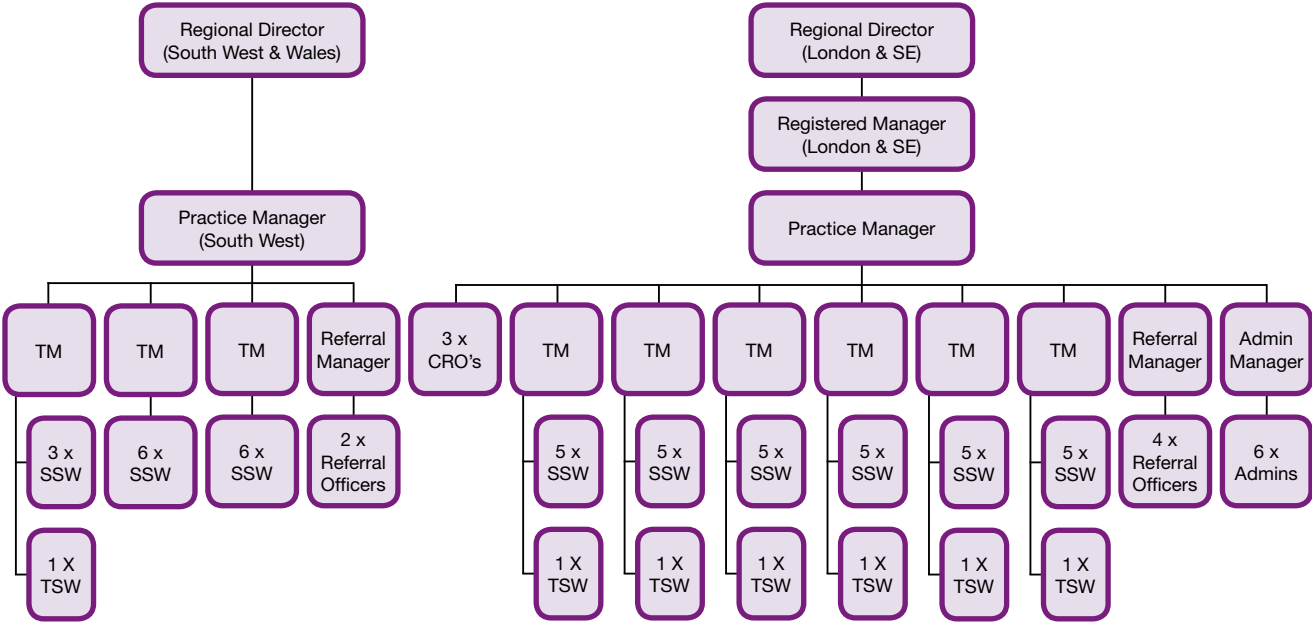 Regional Director
(South West & Wales)
Regional Director
(London & SE)
Registered Manager
(London & SE)
Practice Manager
(South West)
Practice Manager
TM
TM
TM
Referral
Manager
3 x
CRO's
TM
TM
TM
TM
TM
TM
Referral
Manager
Admin
Manager
3 x
SSW
6 x
SSW
6 x
SSW
2 x
Referral
Officers
5 x
SSW
5 x
SSW
5 x
SSW
5 x
SSW
5 x
SSW
5 x
SSW
4 x
Referral
Officers
6 x
Admins
1 X
TSW
1 X
TSW
1 X
TSW
1 X
TSW
1 X
TSW
1 X
TSW
1 X
TSW